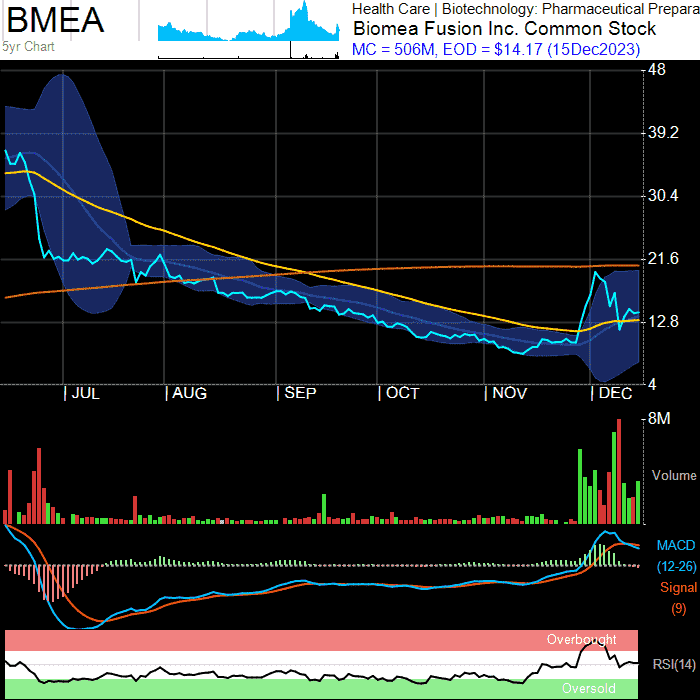 BMEA
5yr Chart
Health Care | Biotechnology: Pharmaceutical Prepara
Biomea Fusion Inc. Common Stock
MC = 506M, EOD = $14.17 (15Dec2023)
48
39.2
30.4
21.6
12.8
4
| JUL | AUG | SEP | OCT | NOV | DEC
8M
Volume
MACD
(12-26)
Signal
(9)
Overbought
RSI(14)
Oversold